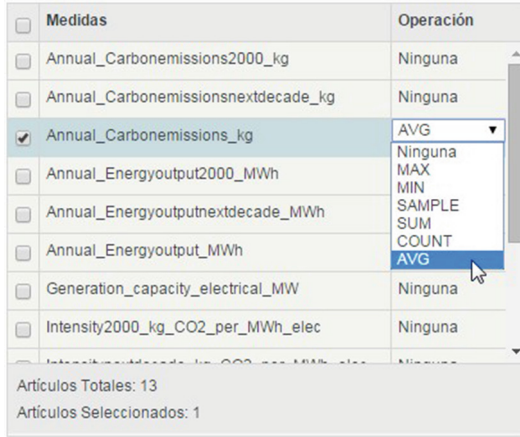 Medidas Operación
Annual_Carbonemissions2000_kg Ninguna
Annual_Carbonemissionsnextdecade_kg Ninguna
Annual_Carbonemissions_kg AVG
Ninguna
MAX
Annual_Energyoutput2000_MWh MIN
SAMPLE
Annual_Energyoutputnextdecade_MWh SUM
COUNT
Annual_Energyoutput_MWh AVG
Generation_capacity_electrical_MW Ninguna
Intensity2000_kg_CO2_per_MWh_elec Ninguna
Artículos Totales: 13
Artículos Seleccionados: 1